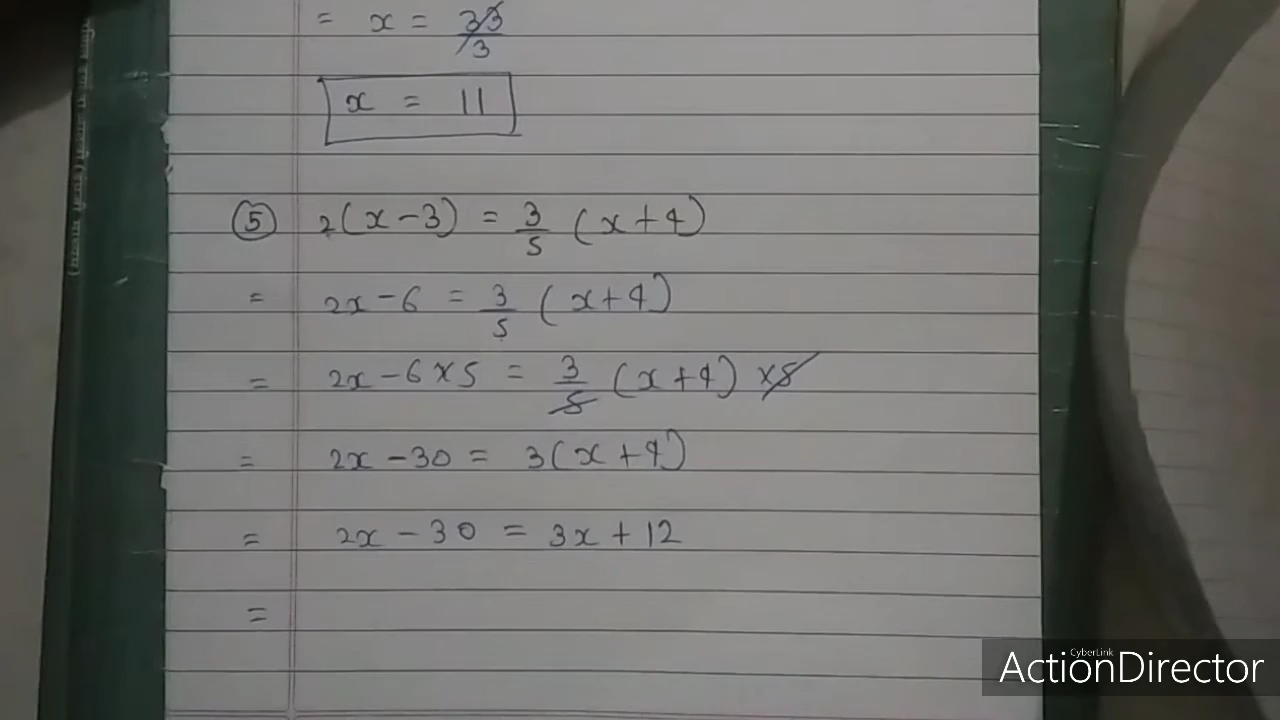 = x = 33/3
x = 11
⑤ 2(x-3) = 3/5 (x+4)
= 2x-6 = 3/5 (x+4)
= 2x-6×5 = 3/5 (x+4) ×5
= 2x-30 = 3(x+4)
= 2x-30 = 3x+12
=
CyberLink
ActionDirector